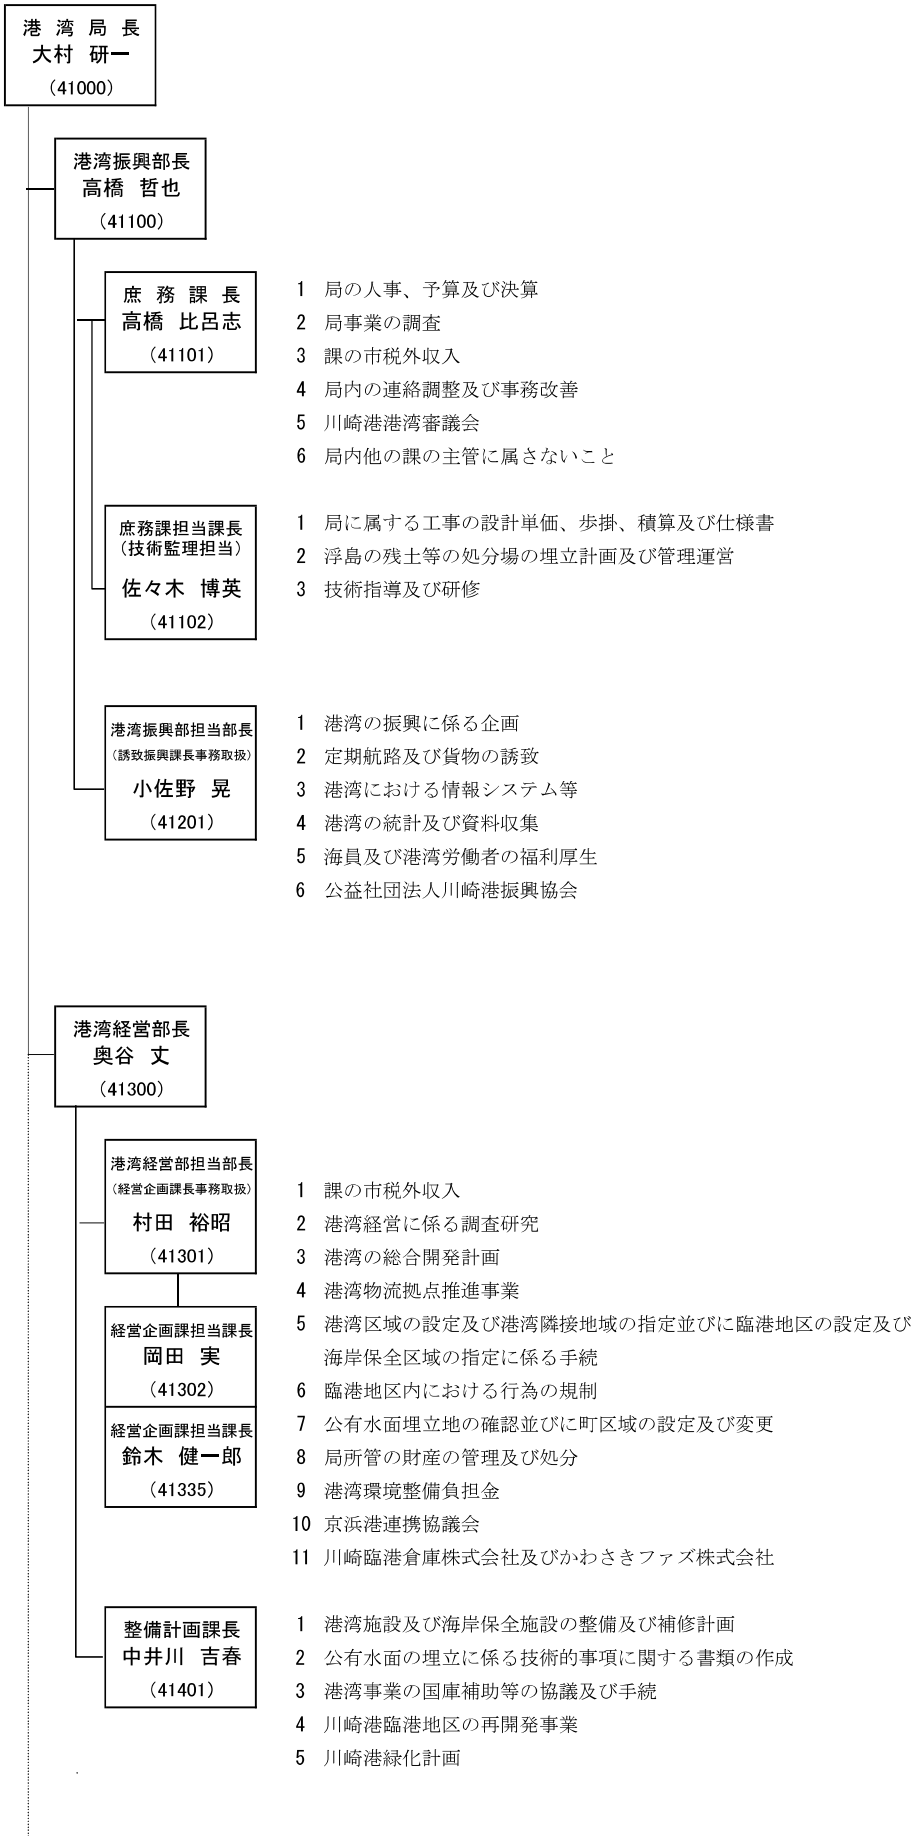 港湾局長
大村 研一
（41000）
港湾振興部長
高橋 哲也
（41100）
庶務課長
高橋 比呂志
（41101）
1 局の人事、予算及び決算
2 局事業の調査
3 課の市税外収入
4 局内の連絡調整及び事務改善
5 川崎港港湾審議会
6 局内他の課の主管に属さないこと
庶務課担当課長
（技術監理担当）
佐々木 博英
（41102）
1 局に属する工事の設計単価、歩掛、積算及び仕様書
2 浮島の残土等の処分場の埋立計画及び管理運営
3 技術指導及び研修
港湾振興部担当部長
（誘致振興課長事務取扱）
小佐野 晃
（41201）
1 港湾の振興に係る企画
2 定期航路及び貨物の誘致
3 港湾における情報システム等
4 港湾の統計及び資料収集
5 海員及び港湾労働者の福利厚生
6 公益社団法人川崎港振興協会
港湾経営部長
奥谷 丈
（41300）
港湾経営部担当部長
（経営企画課長事務取扱）
村田 裕昭
（41301）
経営企画課担当課長
岡田 実
（41302）
経営企画課担当課長
鈴木 健一郎
（41335）
1 課の市税外収入
2 港湾経営に係る調査研究
3 港湾の総合開発計画
4 港湾物流拠点推進事業
5 港湾区域の設定及び港湾隣接地域の指定並びに臨港地区の設定及び
海岸保全区域の指定に係る手続
6 臨港地区内における行為の規制
7 公有水面埋立地の確認並びに町区域の設定及び変更
8 局所管の財産の管理及び処分
9 港湾環境整備負担金
10 京浜港連携協議会
11 川崎臨港倉庫株式会社及びかわさきファズ株式会社
整備計画課長
中井川 吉春
（41401）
1 港湾施設及び海岸保全施設の整備及び補修計画
2 公有水面の埋立に係る技術的事項に関する書類の作成
3 港湾事業の国庫補助等の協議及び手続
4 川崎港臨港地区の再開発事業
5 川崎港緑化計画